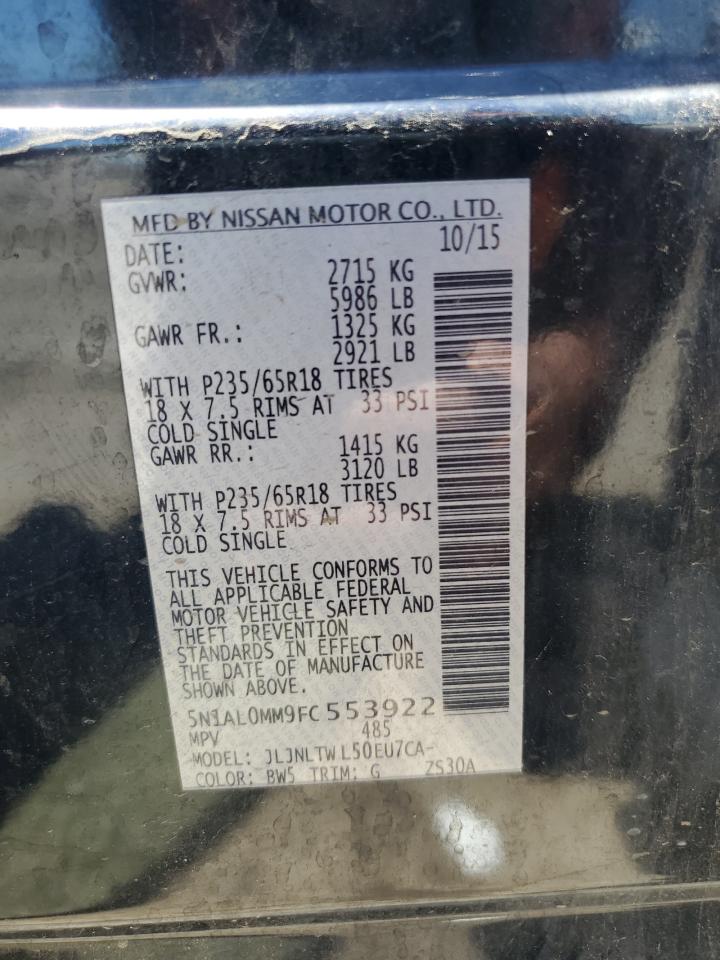 MFD BY NISSAN MOTOR CO., LTD.
DATE: 10/15
GVWR: 2715 KG
5986 LB
GAWR FR.: 1325 KG
2921 LB
WITH P235/65R18 TIRES
18 X 7.5 RIMS AT 33 PSI
COLD SINGLE
GAWR RR.: 1415 KG
3120 LB
WITH P235/65R18 TIRES
18 X 7.5 RIMS AT 33 PSI
COLD SINGLE
THIS VEHICLE CONFORMS TO
ALL APPLICABLE FEDERAL
MOTOR VEHICLE SAFETY AND
THEFT PREVENTION
STANDARDS IN EFFECT ON
THE DATE OF MANUFACTURE
SHOWN ABOVE.
5N1AL0MM9FC553922
MPV 485
MODEL: JLJNLTWL50EU7CA-
COLOR: BW5 TRIM: G ZS30A